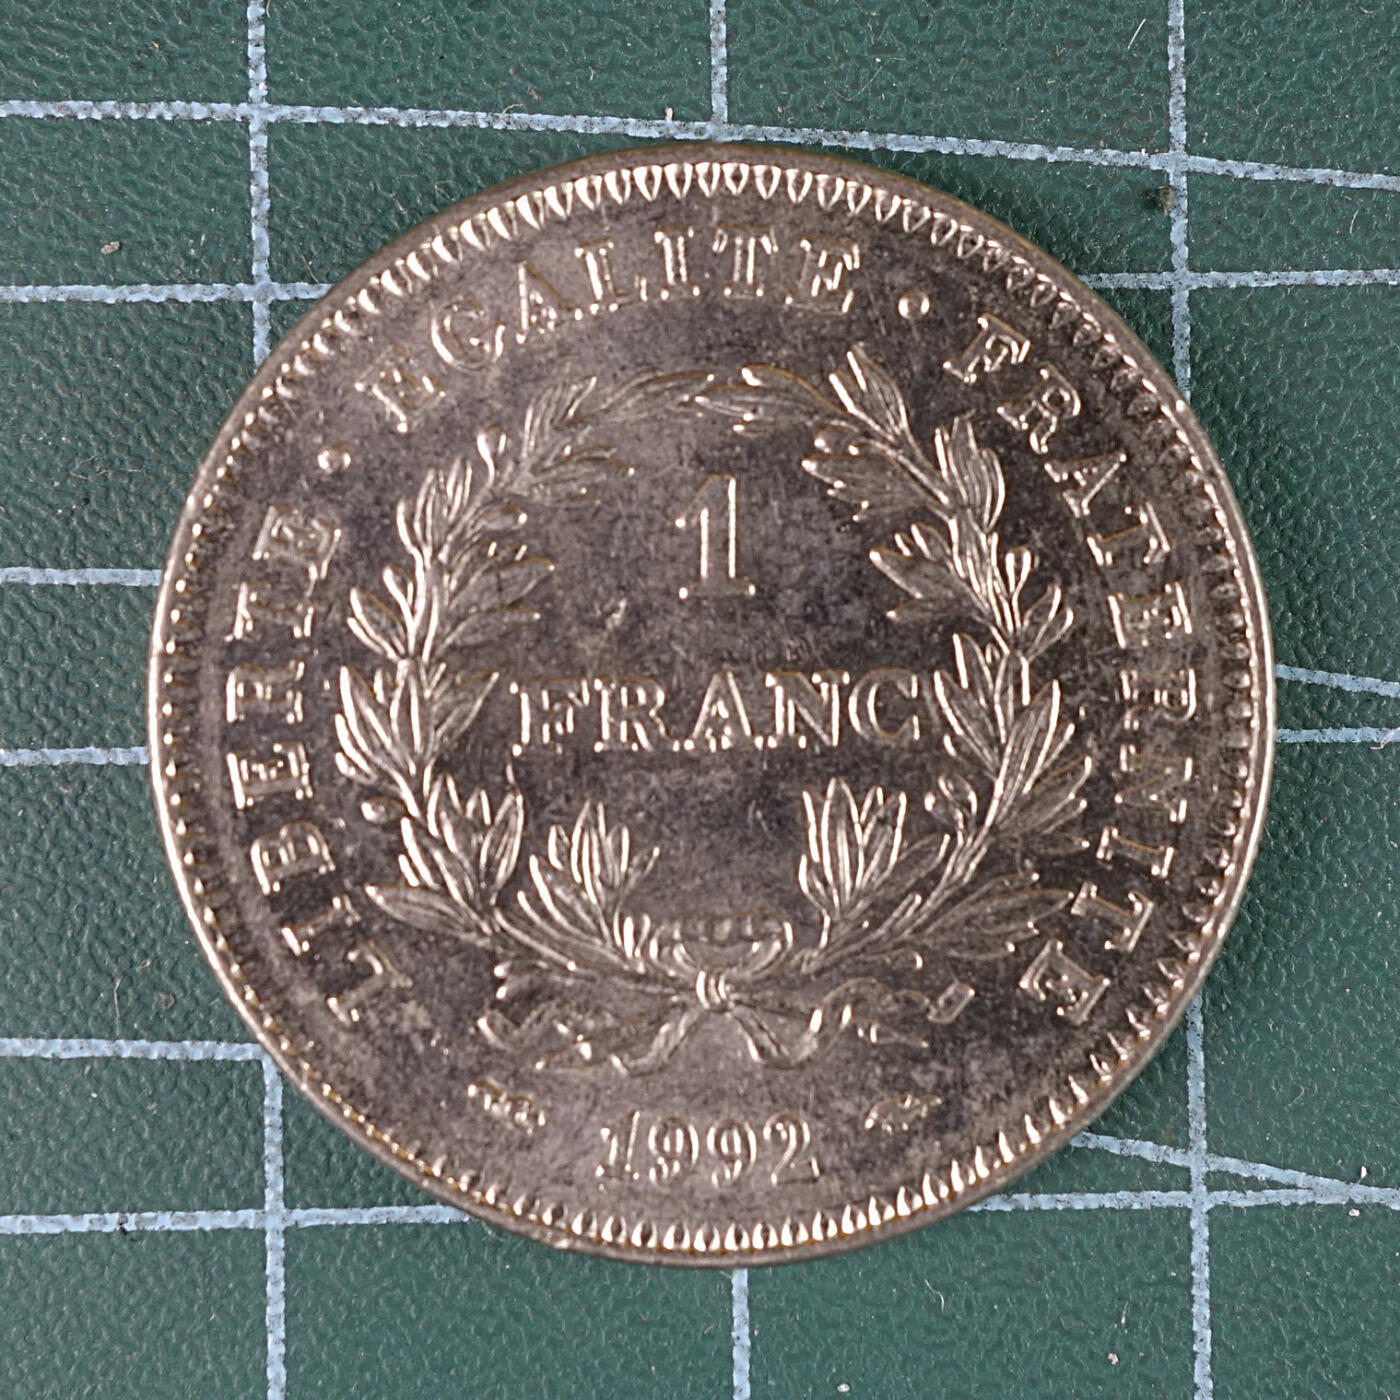 LIBERTE · EGALITE · FRATERNITE
1
FRANC
1992